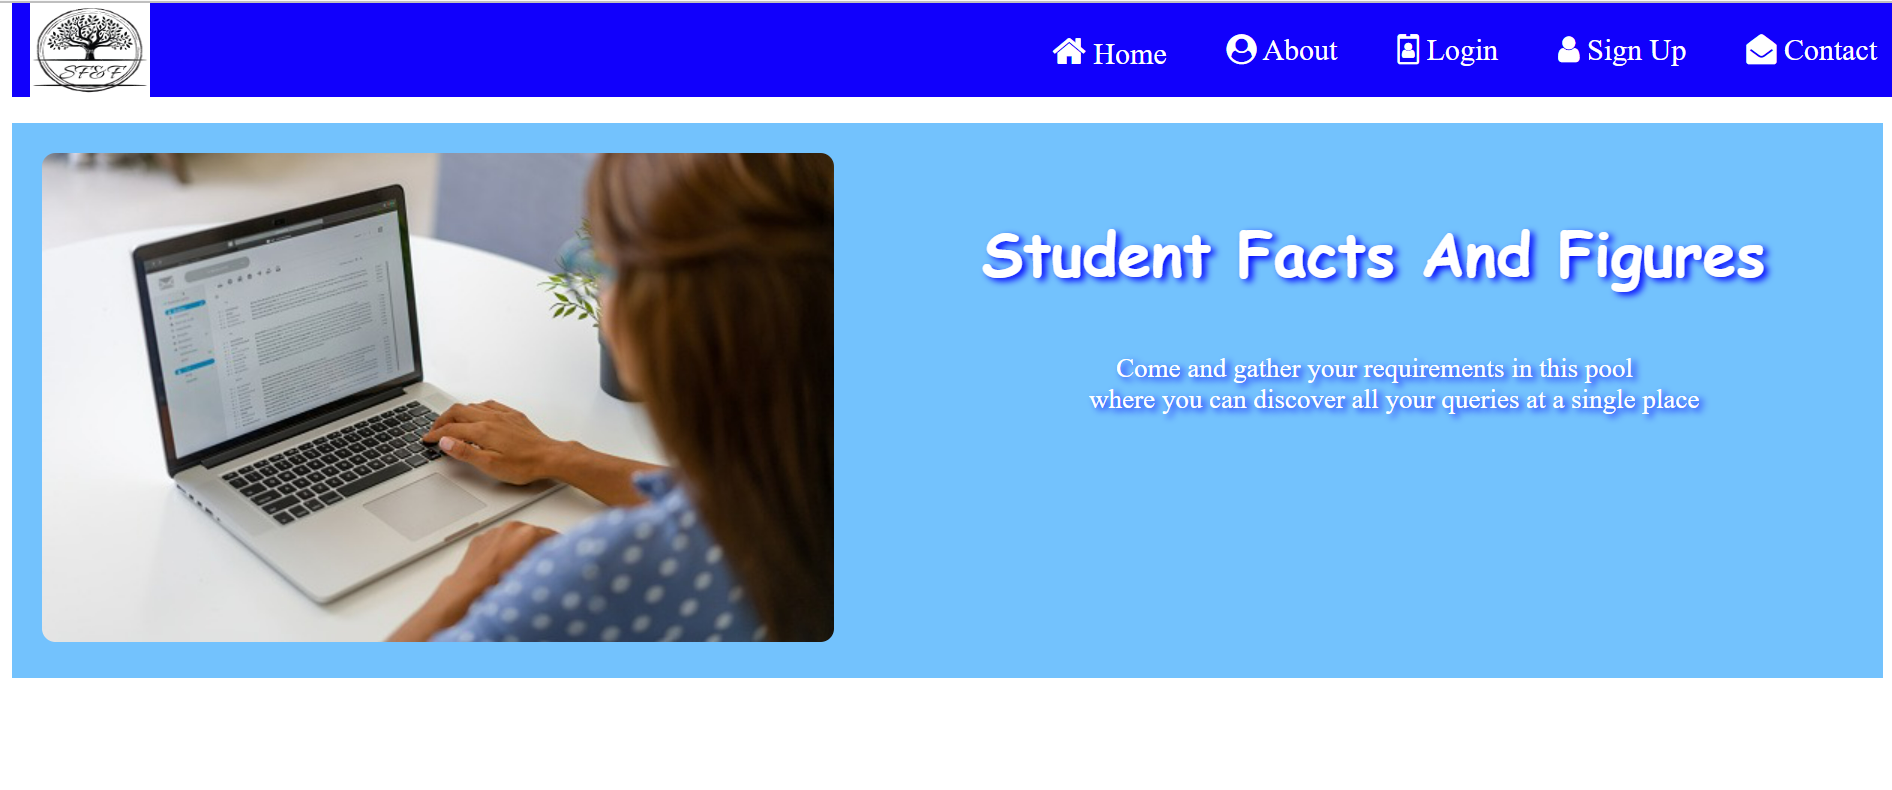 SF&F
Home
About
Login
Sign Up
Contact
Student Facts And Figures
Come and gather your requirements in this pool
where you can discover all your queries at a single place